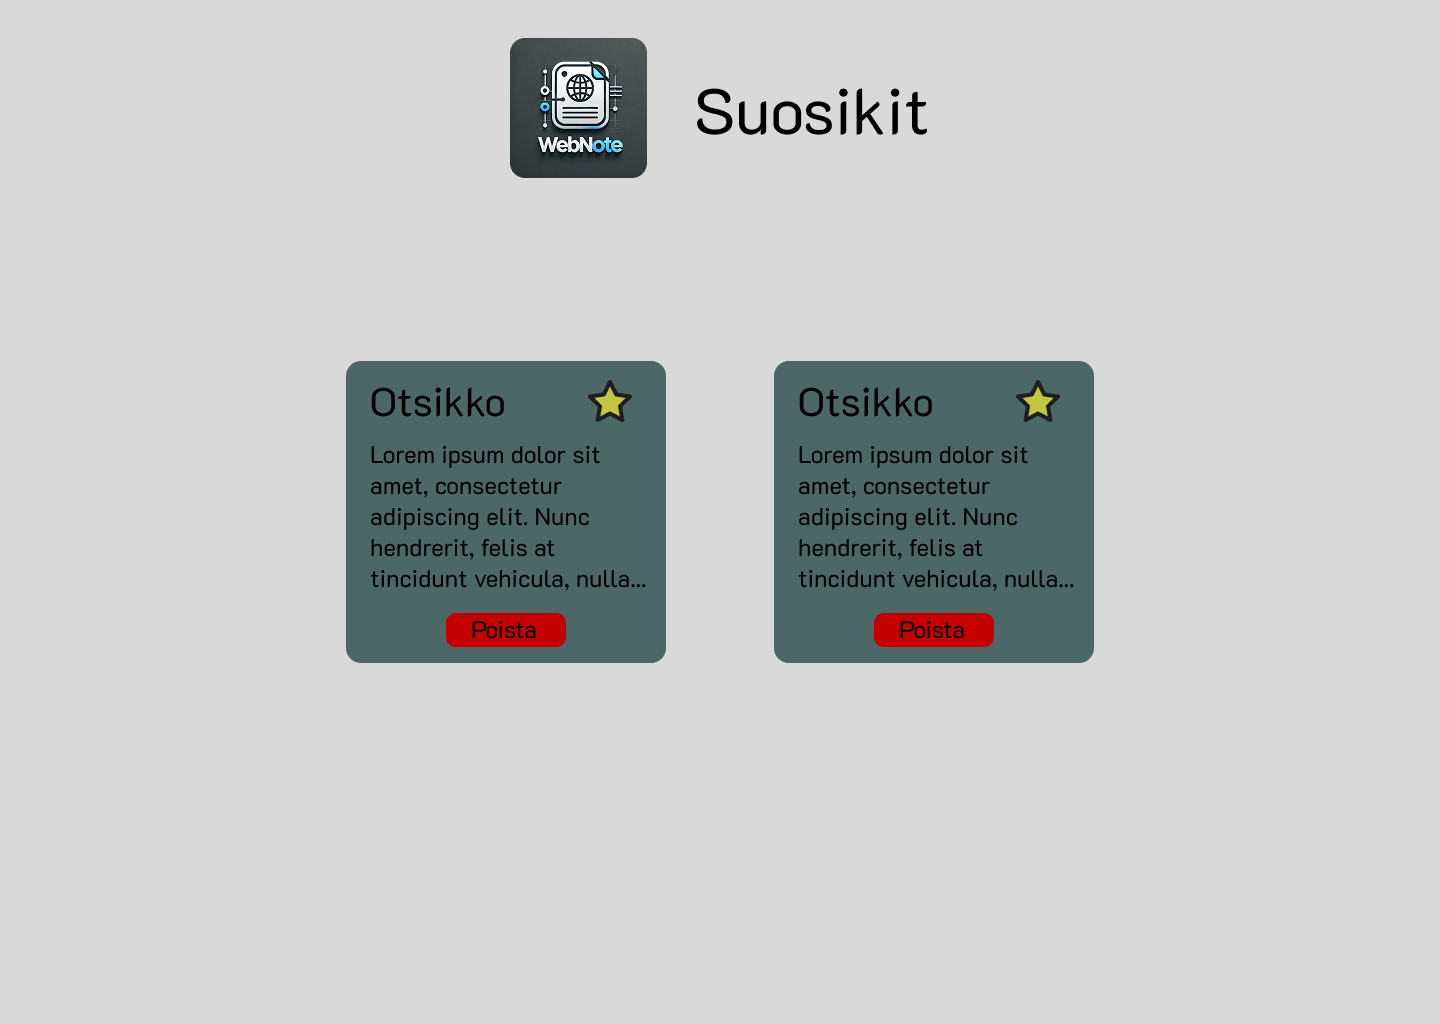 WebNote
Suosikit
Otsikko
Lorem ipsum dolor sit
amet, consectetur
adipiscing elit. Nunc
hendrerit, felis at
tincidunt vehicula, nulla...
Poista
Otsikko
Lorem ipsum dolor sit
amet, consectetur
adipiscing elit. Nunc
hendrerit, felis at
tincidunt vehicula, nulla...
Poista